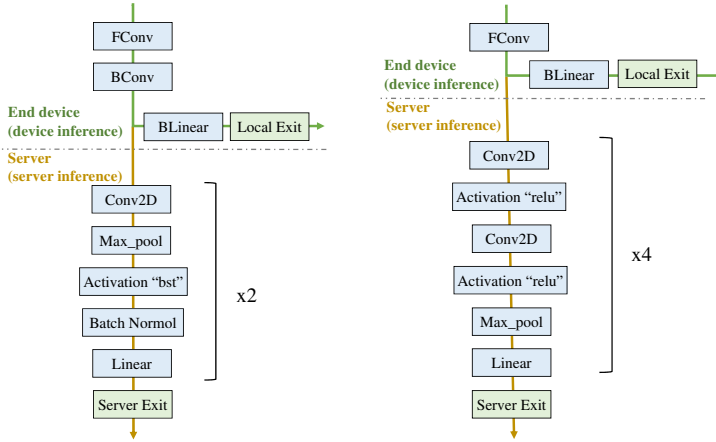 FConv
BConv
End device
(device inference)
BLinear
Local Exit
Server
(server inference)
Conv2D
Max_pool
Activation “bst”
Batch Normol
Linear
Server Exit
x2
FConv
End device
(device inference)
BLinear
Local Exit
Server
(server inference)
Conv2D
Activation “relu”
Conv2D
Activation “relu”
Max_pool
Linear
Server Exit
x4